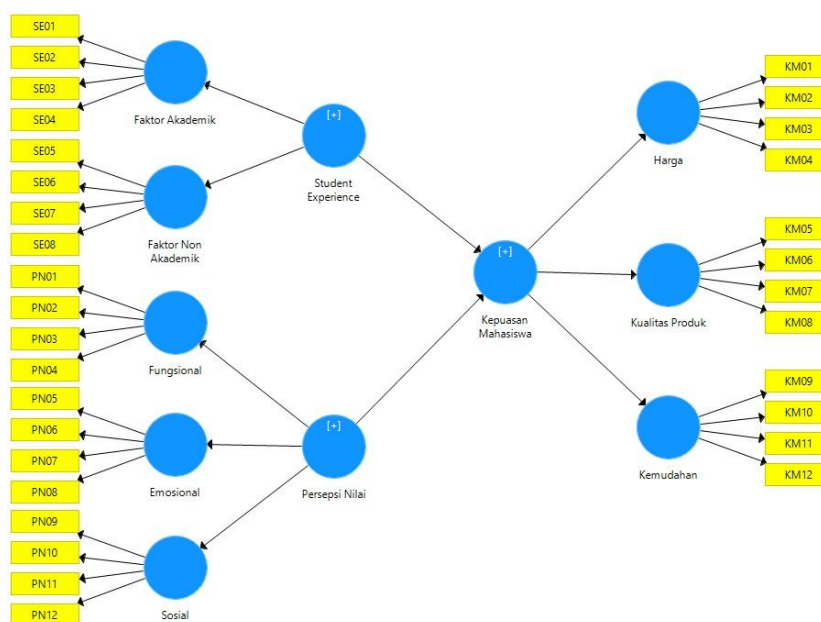 SE01
SE02
SE03
SE04
Faktor Akademik
SE05
SE06
SE07
SE08
Faktor Non
Akademik
PN01
PN02
PN03
PN04
Fungsional
PN05
PN06
PN07
PN08
Emosional
PN09
PN10
PN11
PN12
Sosial
[+]
Student
Experience
[+]
Persepsi Nilai
[+]
Kepuasan
Mahasiswa
Harga
KM01
KM02
KM03
KM04
Kualitas Produk
KM05
KM06
KM07
KM08
Kemudahan
KM09
KM10
KM11
KM12